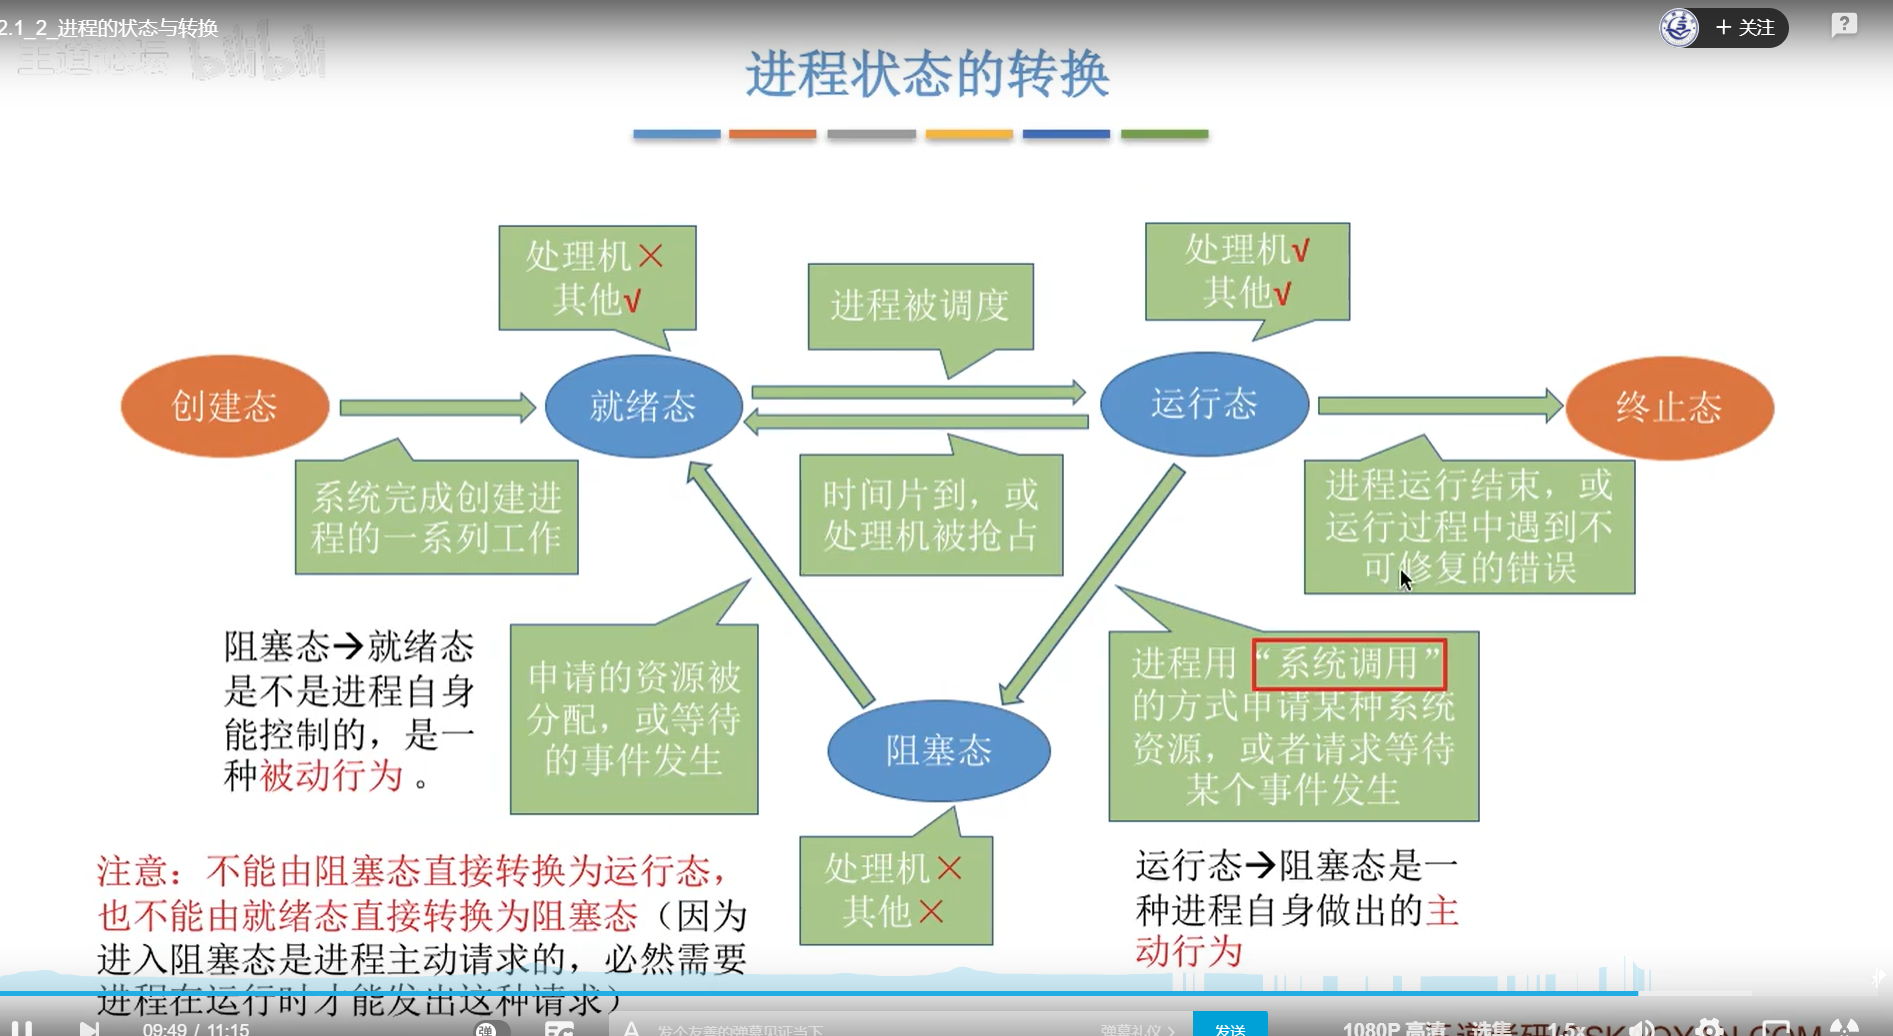 2.1_2_进程的状态与转换
＋ 关注
?
王道论坛 bilibili
进程状态的转换
处理机×
其他√
进程被调度
处理机√
其他√
创建态
就绪态
运行态
终止态
系统完成创建进
程的一系列工作
时间片到，或
处理机被抢占
进程运行结束，或
运行过程中遇到不
可修复的错误
阻塞态→就绪态
是不是进程自身
能控制的，是一
种被动行为 。
申请的资源被
分配，或等待
的事件发生
进程用“系统调用”
的方式申请某种系统
资源，或者请求等待
某个事件发生
阻塞态
处理机×
其他×
运行态→阻塞态是一
种进程自身做出的主
动行为
注意：不能由阻塞态直接转换为运行态，
也不能由就绪态直接转换为阻塞态（因为
进入阻塞态是进程主动请求的，必然需要
进程在运行时才能发出这种请求）
09:49 / 11:15
弹
A
发个友善的弹幕见证当下
弹幕礼仪 >
发送
1080P 高清
选集
1.5x